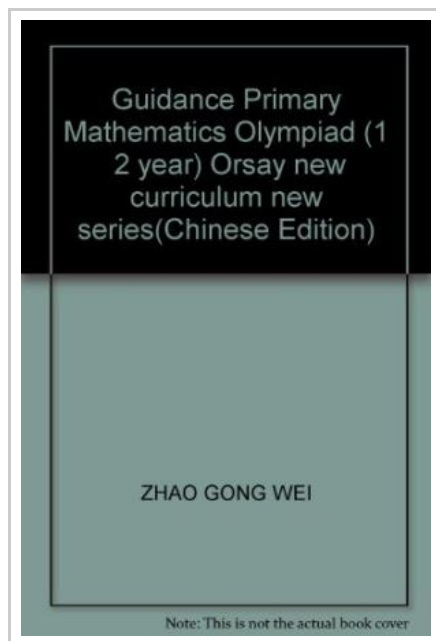 Guidance Primary
Mathematics Olympiad (1
2 year) Orsay new
curriculum new
series(Chinese Edition)
ZHAO GONG WEI
Note: This is not the actual book cover